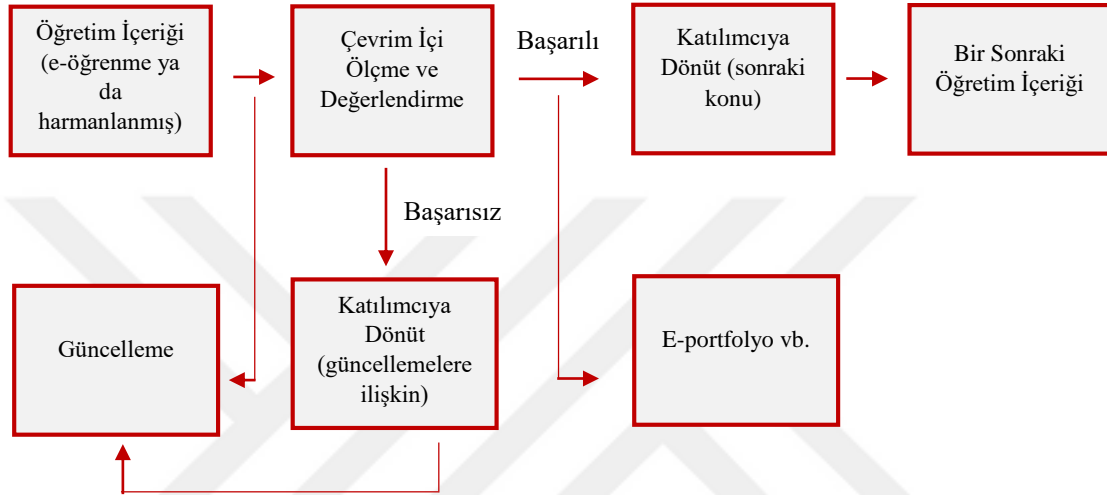 Öğretim İçeriği
(e-öğrenme ya
da
harmanlanmış)
Çevrim İçi
Ölçme ve
Değerlendirme
Başarılı
Katılımcıya
Dönüt (sonraki
konu)
Bir Sonraki
Öğretim İçeriği
Başarısız
Güncelleme
Katılımcıya
Dönüt
(güncellemelere
ilişkin)
E-portfolyo vb.